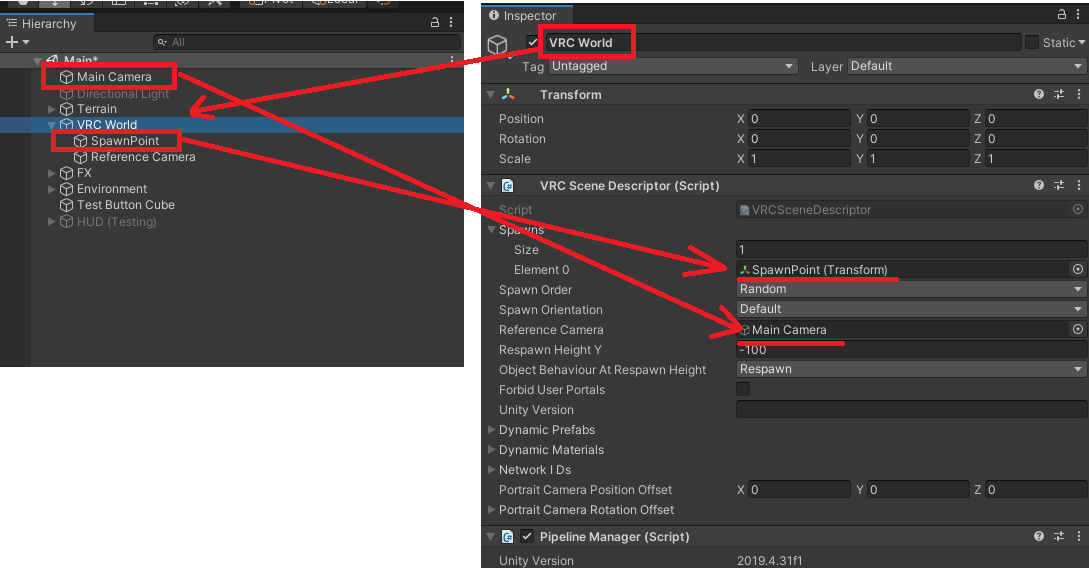 Hierarchy
All
Main*
Main Camera
Directional Light
Terrain
VRC World
SpawnPoint
Reference Camera
FX
Environment
Test Button Cube
HUD (Testing)
Inspector
VRC World
Static
Tag Untagged Layer Default
Transform
Position X 0 Y 0 Z 0
Rotation X 0 Y 0 Z 0
Scale X 1 Y 1 Z 1
VRC Scene Descriptor (Script)
Script VRCSceneDescriptor
Spawns
Size 1
Element 0 SpawnPoint (Transform)
Spawn Order Random
Spawn Orientation Default
Reference Camera Main Camera
Respawn Height Y -100
Object Behaviour At Respawn Height Respawn
Forbid User Portals
Unity Version
Dynamic Prefabs
Dynamic Materials
Network I Ds
Portrait Camera Position Offset X 0 Y 0 Z 0
Portrait Camera Rotation Offset
Pipeline Manager (Script)
Unity Version 2019.4.31f1